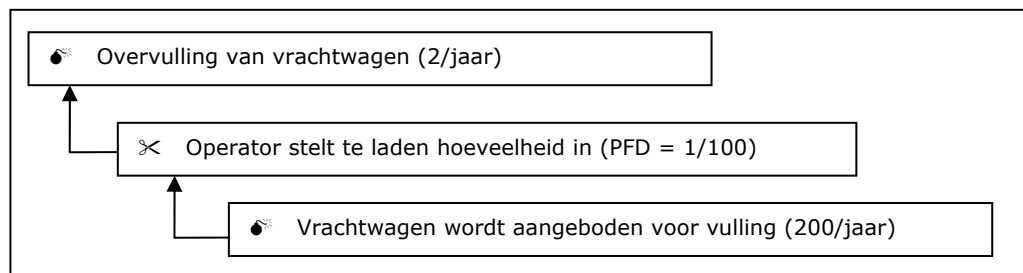 Overvulling van vrachtwagen (2/jaar)
Operator stelt te laden hoeveelheid in (PFD = 1/100)
Vrachtwagen wordt aangeboden voor vulling (200/jaar)